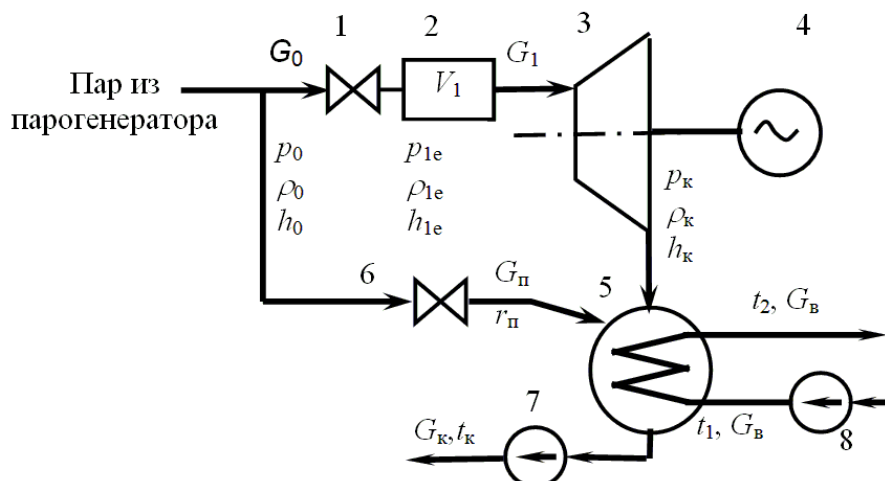 1 2 3 4
G₀ G₁
Пар из V₁
парогенератора
p₀ p₁ₑ pк
ρ₀ ρ₁ₑ ρк
h₀ h₁ₑ hк
6 Gп 5
rп t₂, Gв
7
Gк, tк t₁, Gв 8